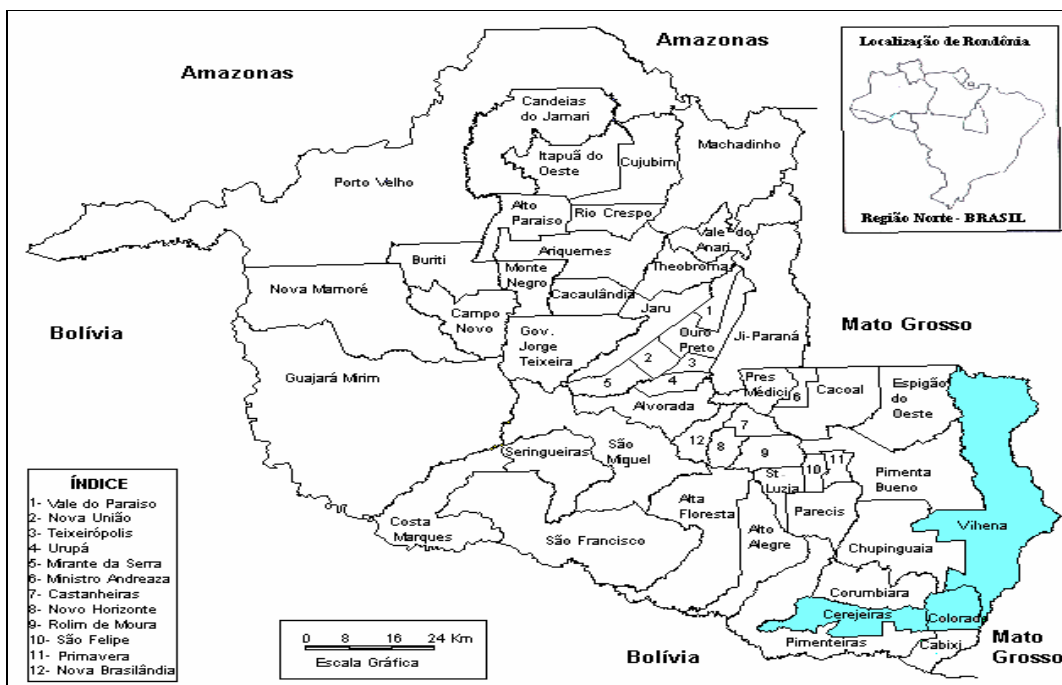 Amazonas
Amazonas
Localização de Rondônia
Região Norte - BRASIL
Candeias
do Jamari
Itapuã do
Oeste
Cujubim
Machadinho
Porto Velho
Alto
Paraiso
Rio Crespo
Vale do
Anari
Ariquemes
Buriti
Monte
Negro
Theobroma
Nova Mamoré
Cacaulândia
Campo
Novo
Jaru
1
Gov.
Jorge
Teixeira
Ouro
Preto
2
3
Ji-Paraná
Mato Grosso
Bolívia
Guajará Mirim
5
4
Pres
Médici
6
Cacoal
Espigão
do
Oeste
Alvorada
7
12
8
9
Seringueiras
São
Miquel
St-
Luzia
10
11
Pimenta
Bueno
Alta
Floresta
Parecis
Costa
Marques
São Francisco
Alto
Alegre
Vihena
Chupinguaia
Corumbiara
Cerejeiras
Colorado
Pimenteiras
Cabixi
Bolívia
Mato
Grosso
ÍNDICE
1- Vale do Paraiso
2- Nova União
3- Teixeirópolis
4- Urupá
5- Mirante da Serra
6- Ministro Andreaza
7- Castanheiras
8- Novo Horizonte
9- Rolim de Moura
10- São Felipe
11- Primavera
12- Nova Brasilândia
0 8 16 24 Km
Escala Gráfica